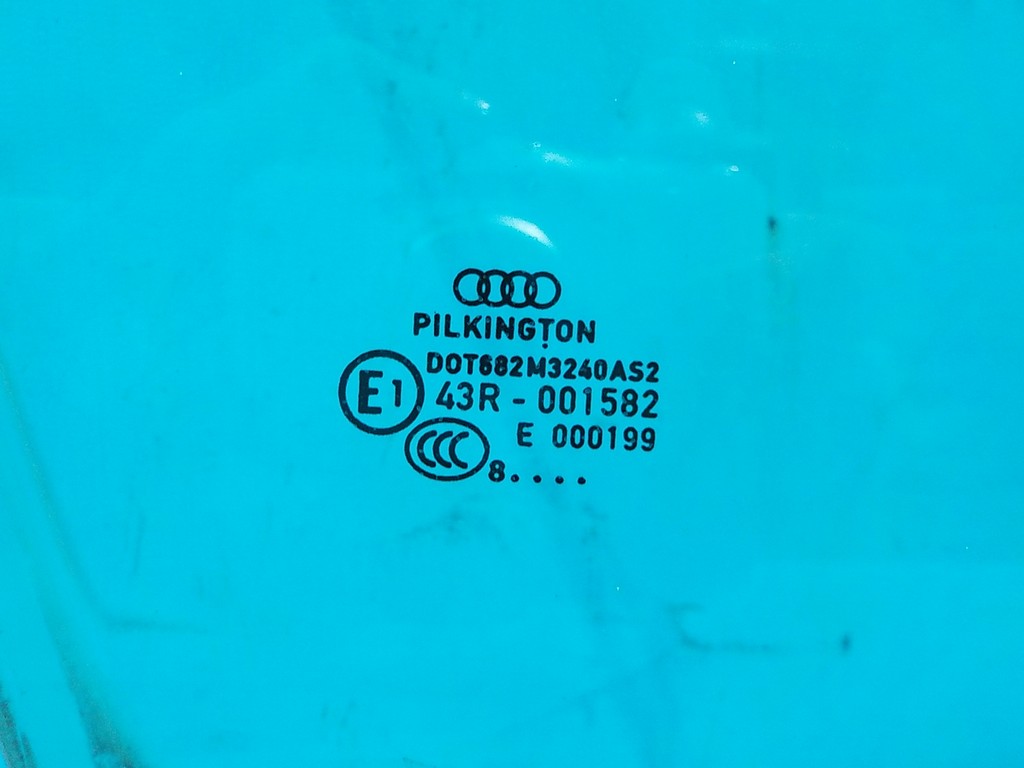 PILKINGTON
DOT682M3240AS2
E1 43R - 001582
E 000199
CCC
8. . . .